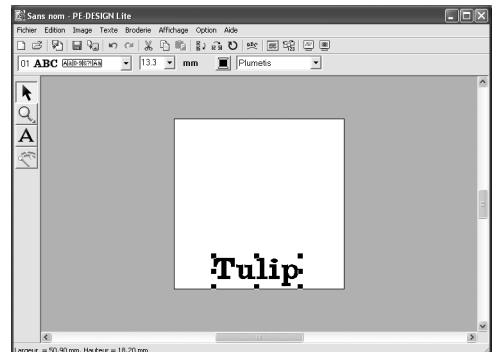 Sans nom - PE-DESIGN Lite
Fichier Edition Image Texte Broderie Affichage Option Aide
01 ABC 13.3 mm Plumetis
A
Tulip
Largeur = 50.90 mm, Hauteur = 18.20 mm